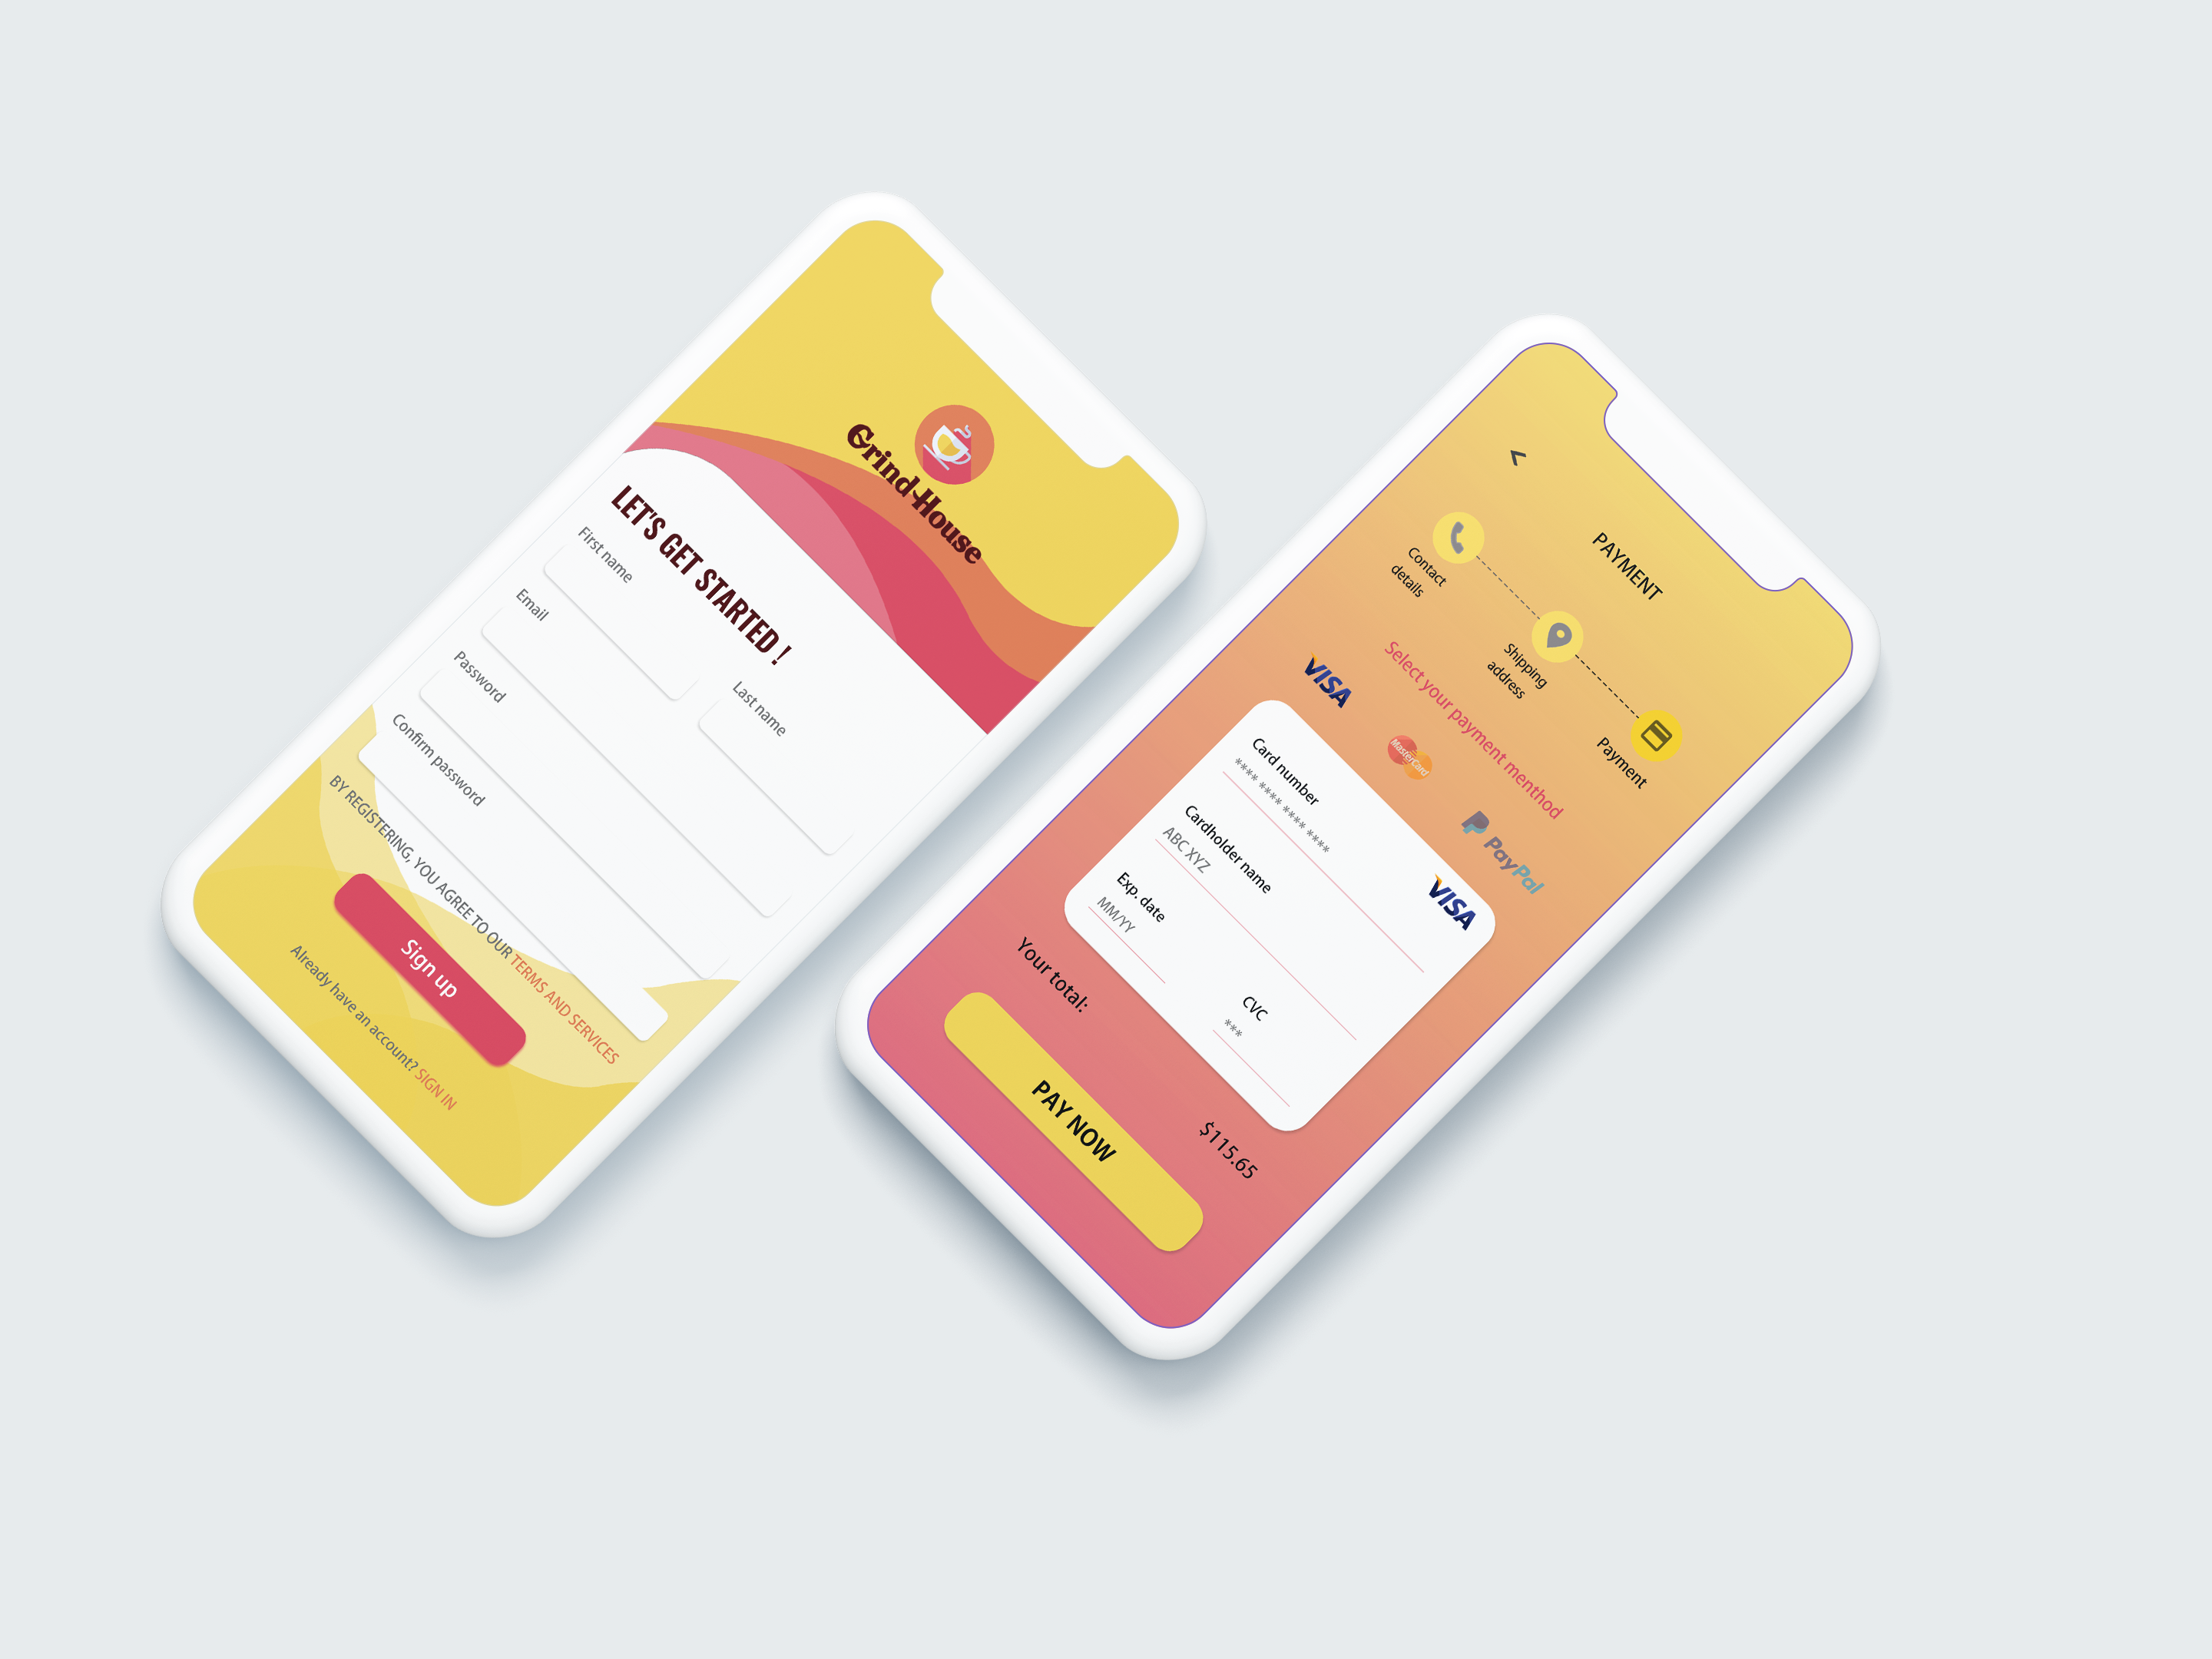 Grind House
LET'S GET STARTED !
First name
Last name
Email
Password
Confirm password
BY REGISTERING, YOU AGREE TO OUR TERMS AND SERVICES
Sign up
Already have an account? SIGN IN
<
PAYMENT
Contact
details
Shipping
address
Payment
Select your payment menthod
VISA
MasterCard
PayPal
VISA
Card number
**** **** **** ****
Cardholder name
ABC XYZ
Exp. date
MM/YY
CVC
***
Your total:
$115.65
PAY NOW